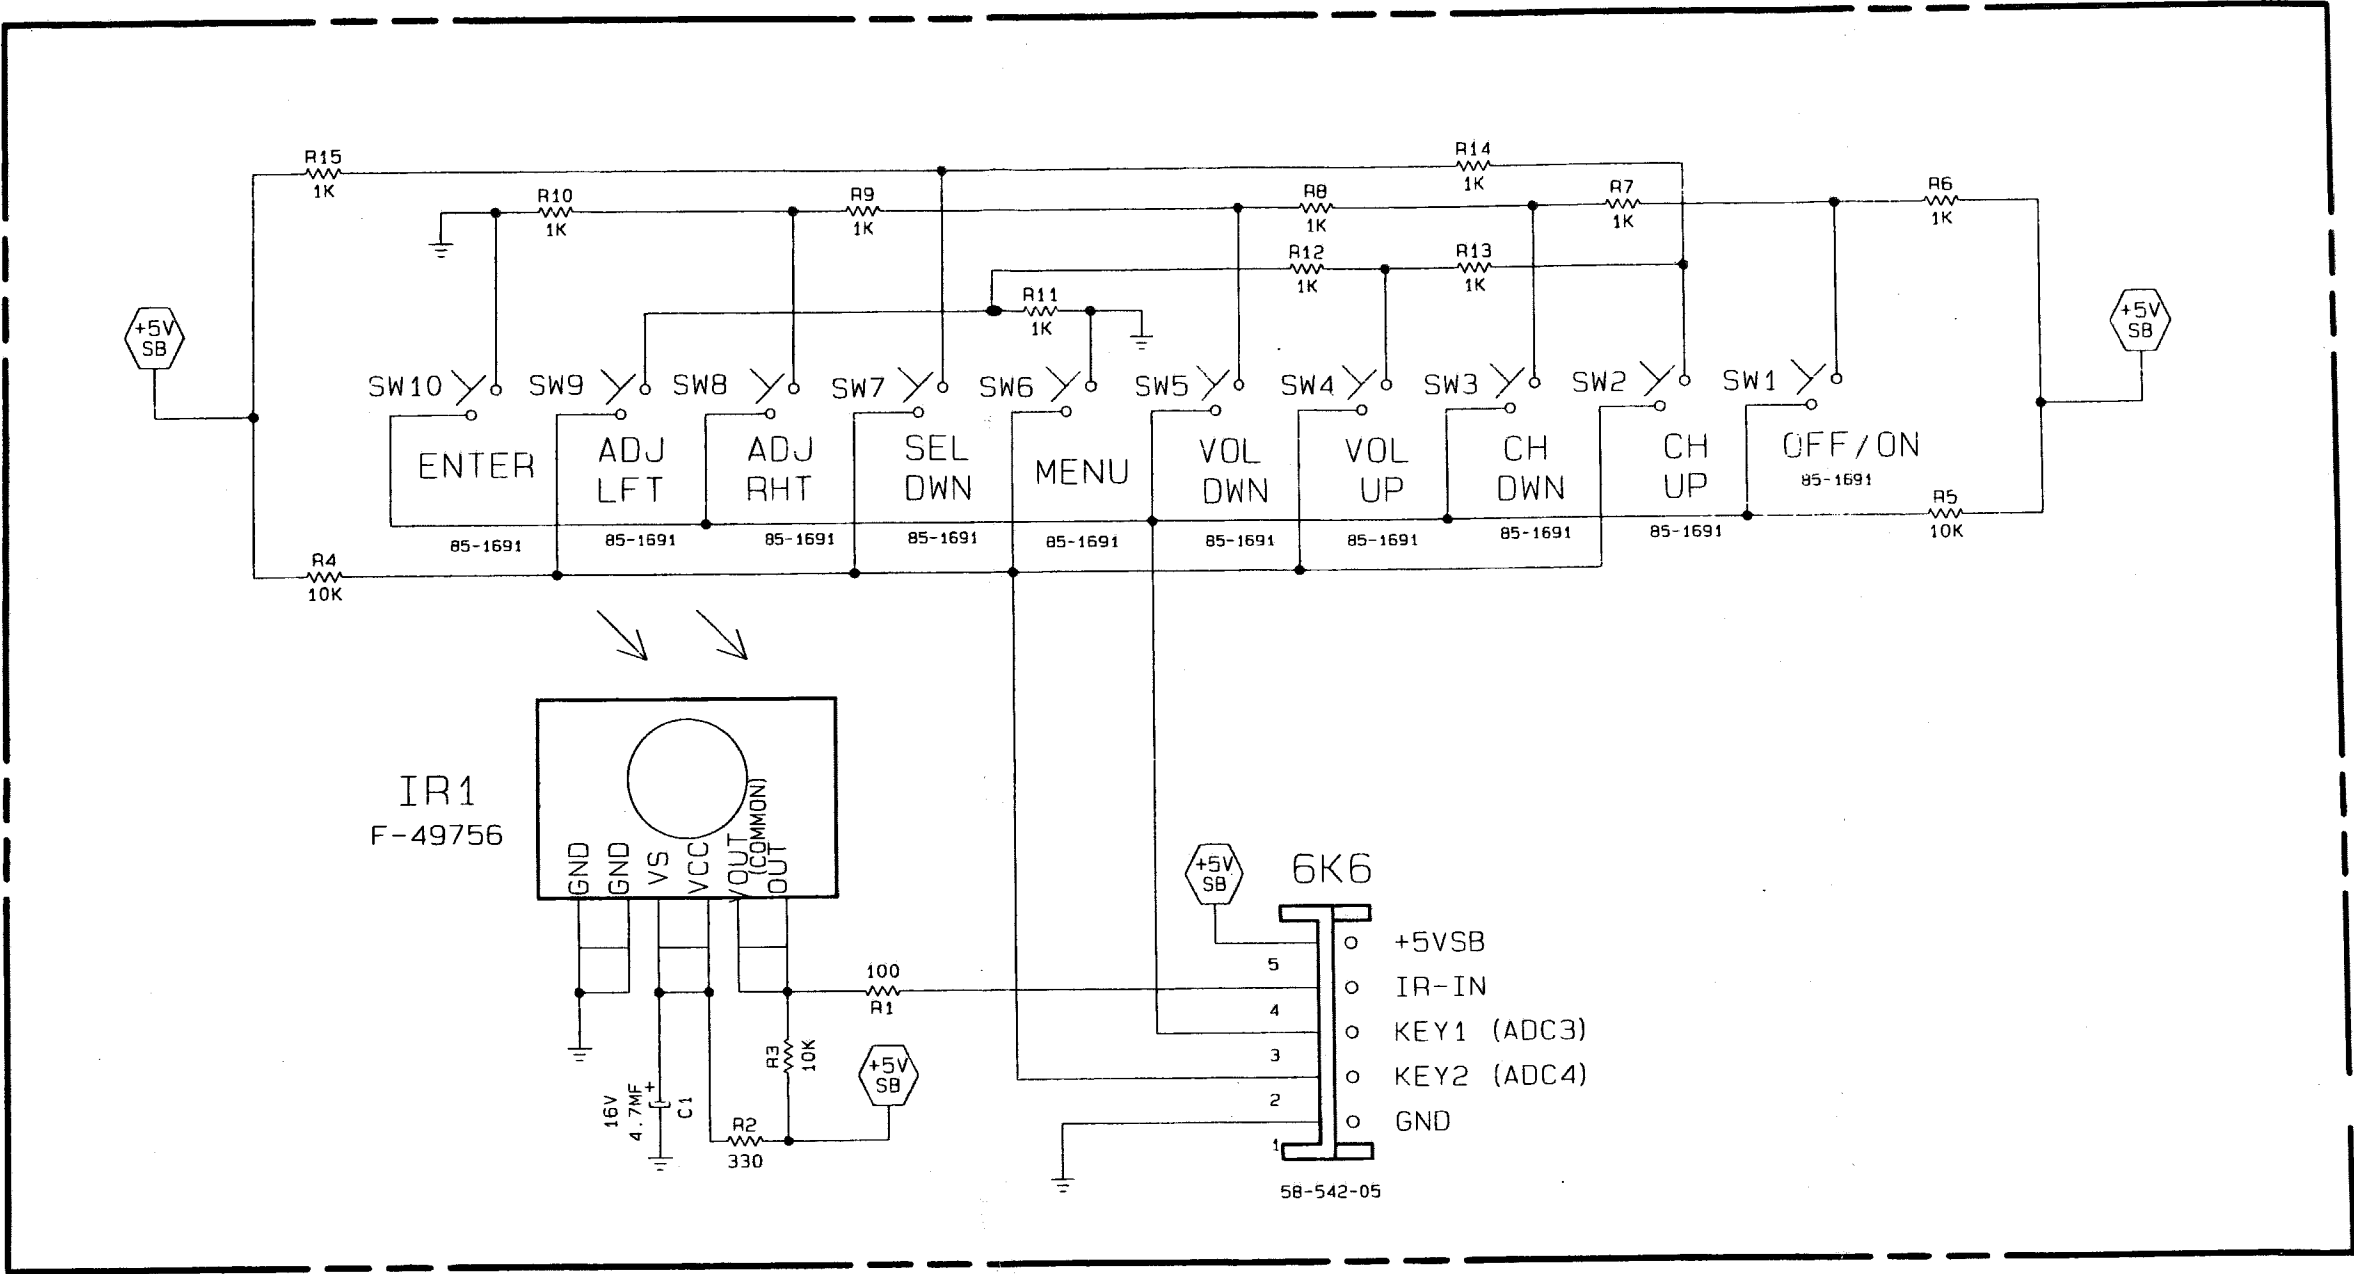 R15
1K
R14
1K
R10
1K
R9
1K
R8
1K
R7
1K
R6
1K
R12
1K
R13
1K
R11
1K
+5V
SB
+5V
SB
SW10
SW9
SW8
SW7
SW6
SW5
SW4
SW3
SW2
SW1
ENTER
ADJ
LFT
ADJ
RHT
SEL
DWN
MENU
VOL
DWN
VOL
UP
CH
DWN
CH
UP
OFF/ON
85-1691
85-1691
85-1691
85-1691
85-1691
85-1691
85-1691
85-1691
85-1691
85-1691
R5
10K
R4
10K
IR1
F-49756
GND
GND
VS
VCC
VOUT
(COMMON)
OUT
100
R1
R3
10K
+5V
SB
16V
4.7MF
+
C1
R2
330
+5V
SB
6K6
+5VSB
5
IR-IN
4
KEY1 (ADC3)
3
KEY2 (ADC4)
2
GND
1
58-542-05